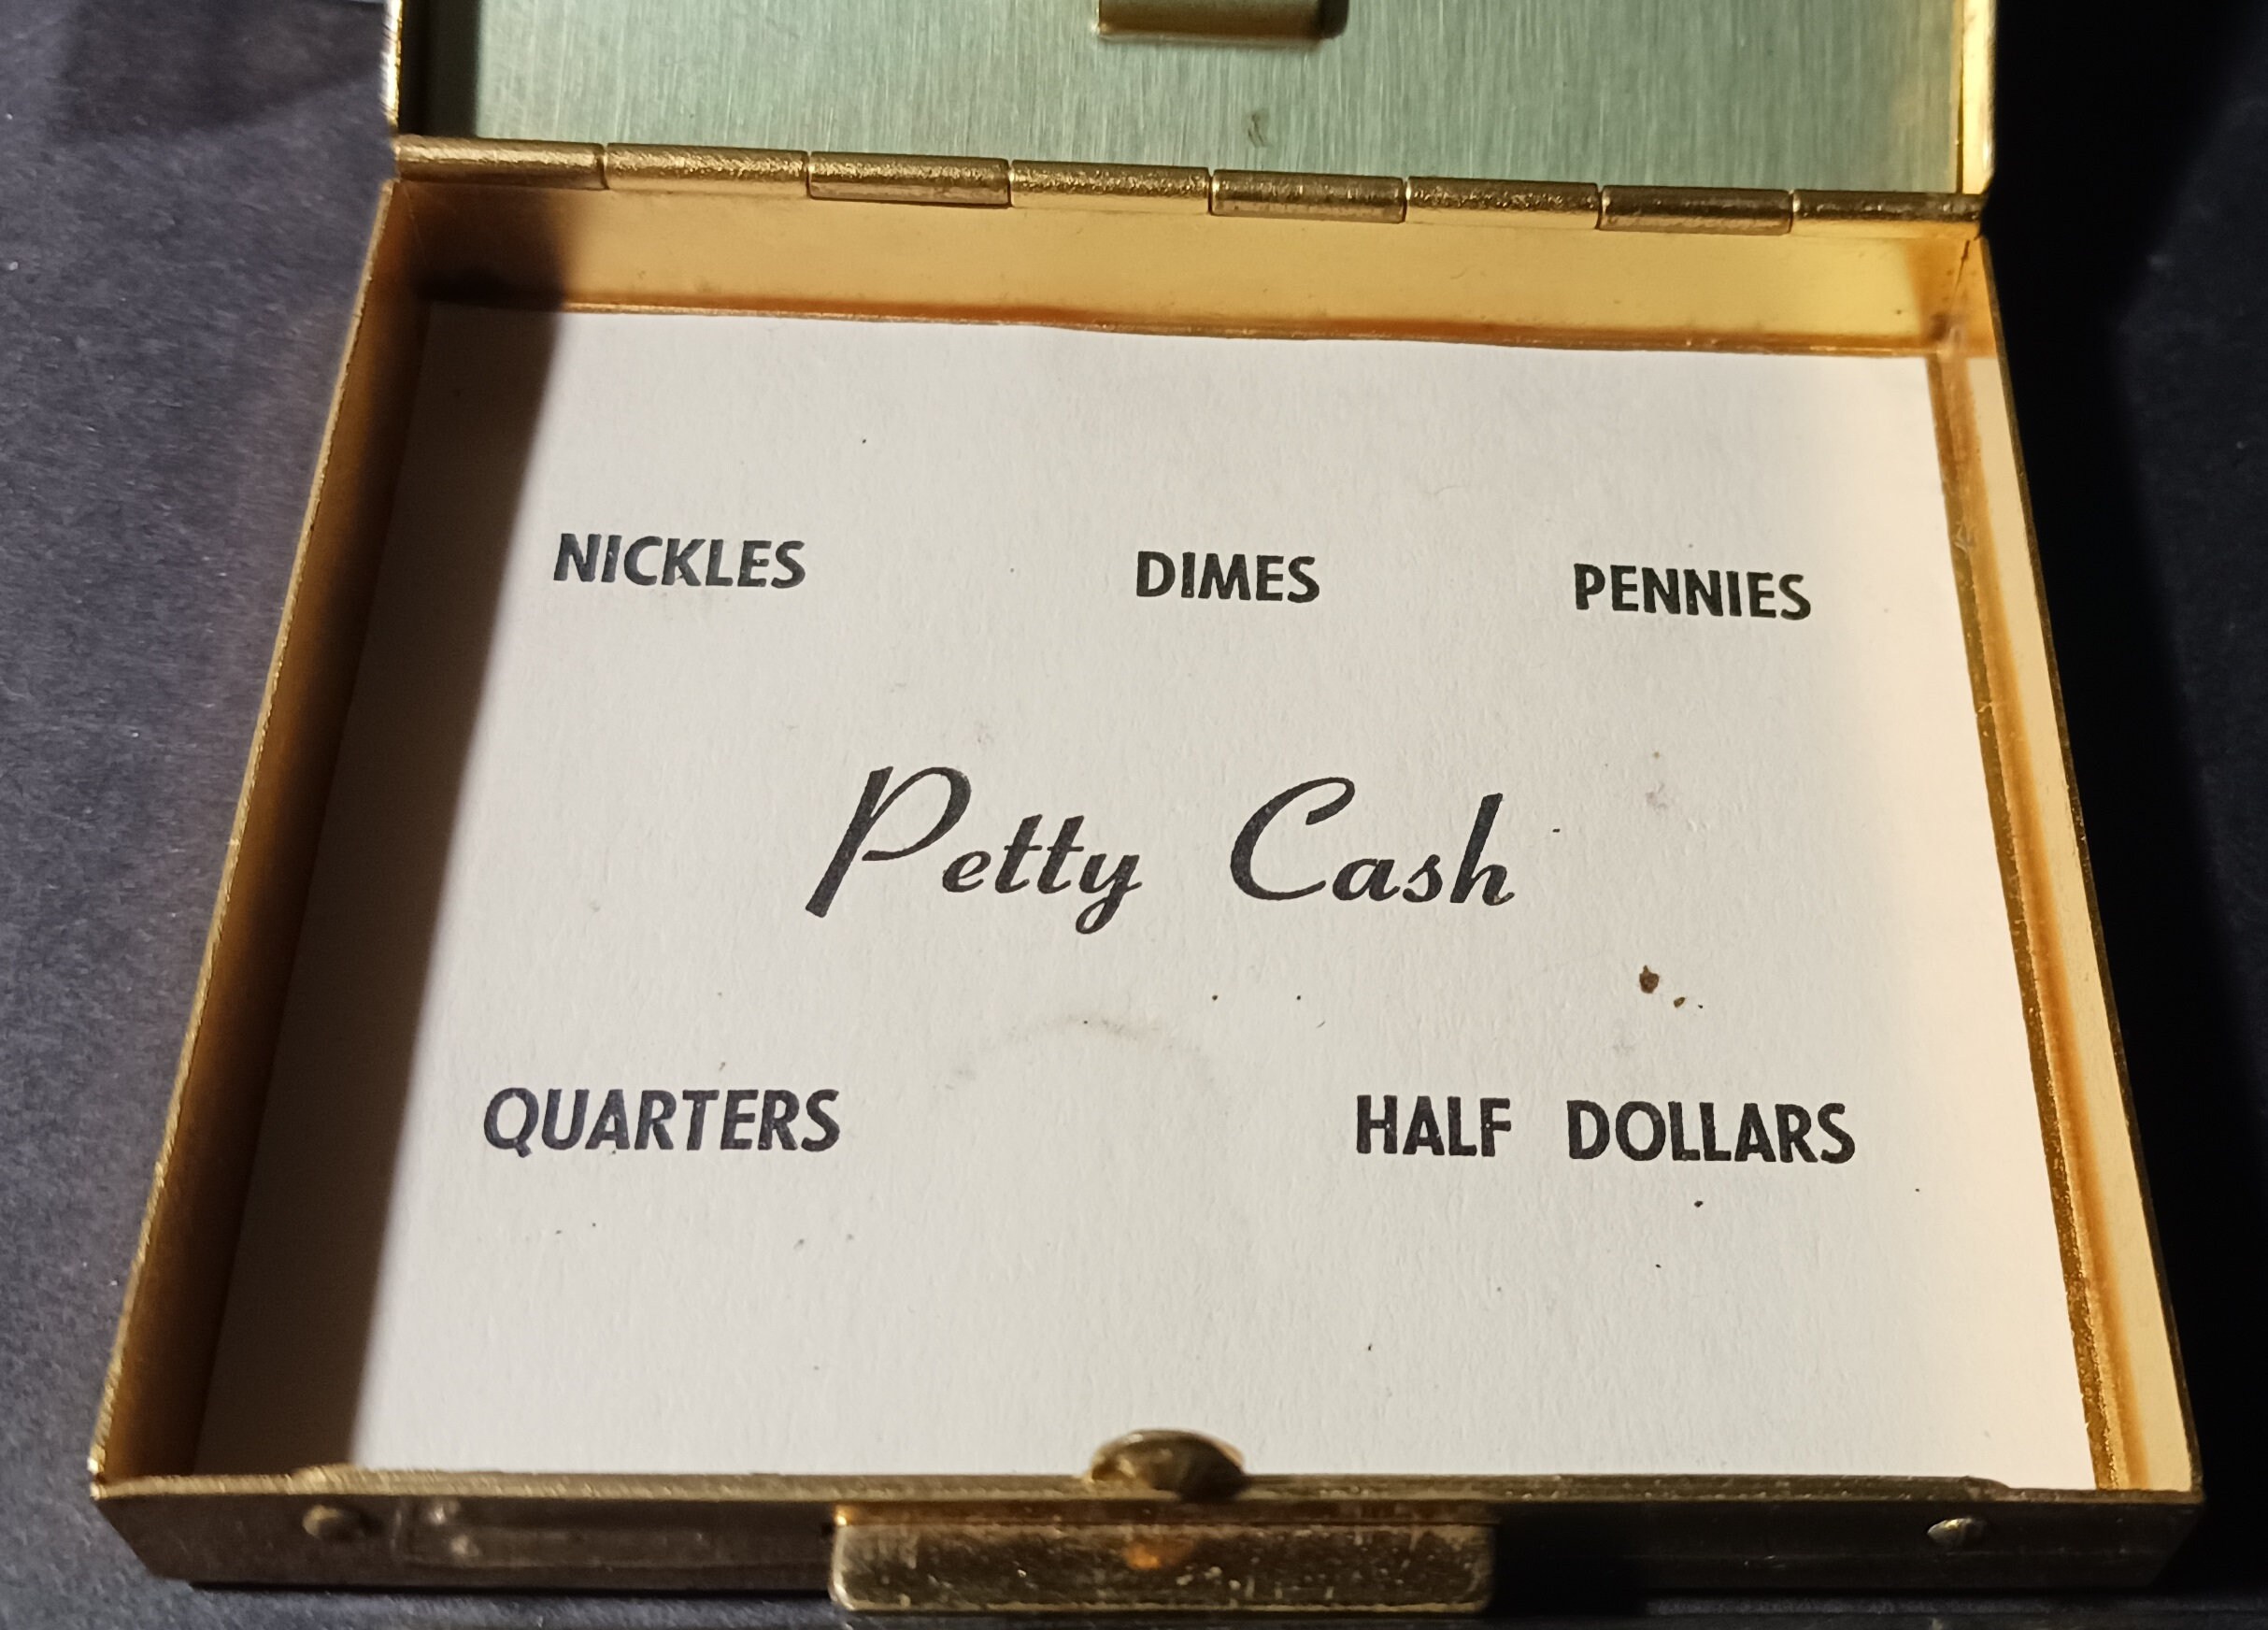 NICKLES DIMES PENNIES
Petty Cash
QUARTERS HALF DOLLARS